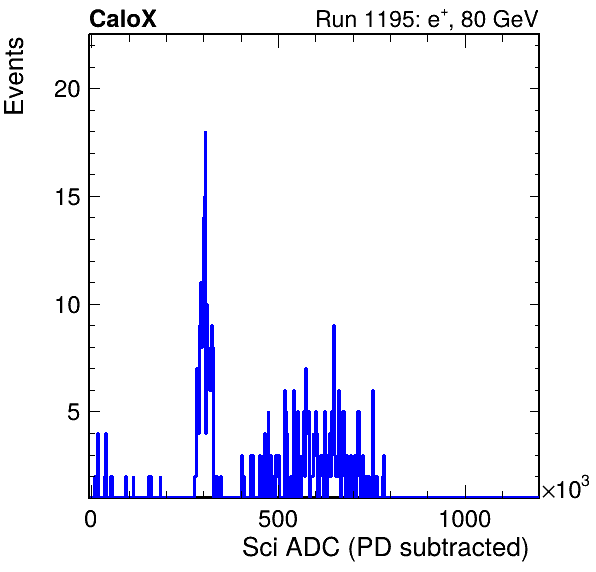 CaloX Run 1195: e⁺, 80 GeV
Events
20
15
10
5
0 500 1000 ×10³
Sci ADC (PD subtracted)